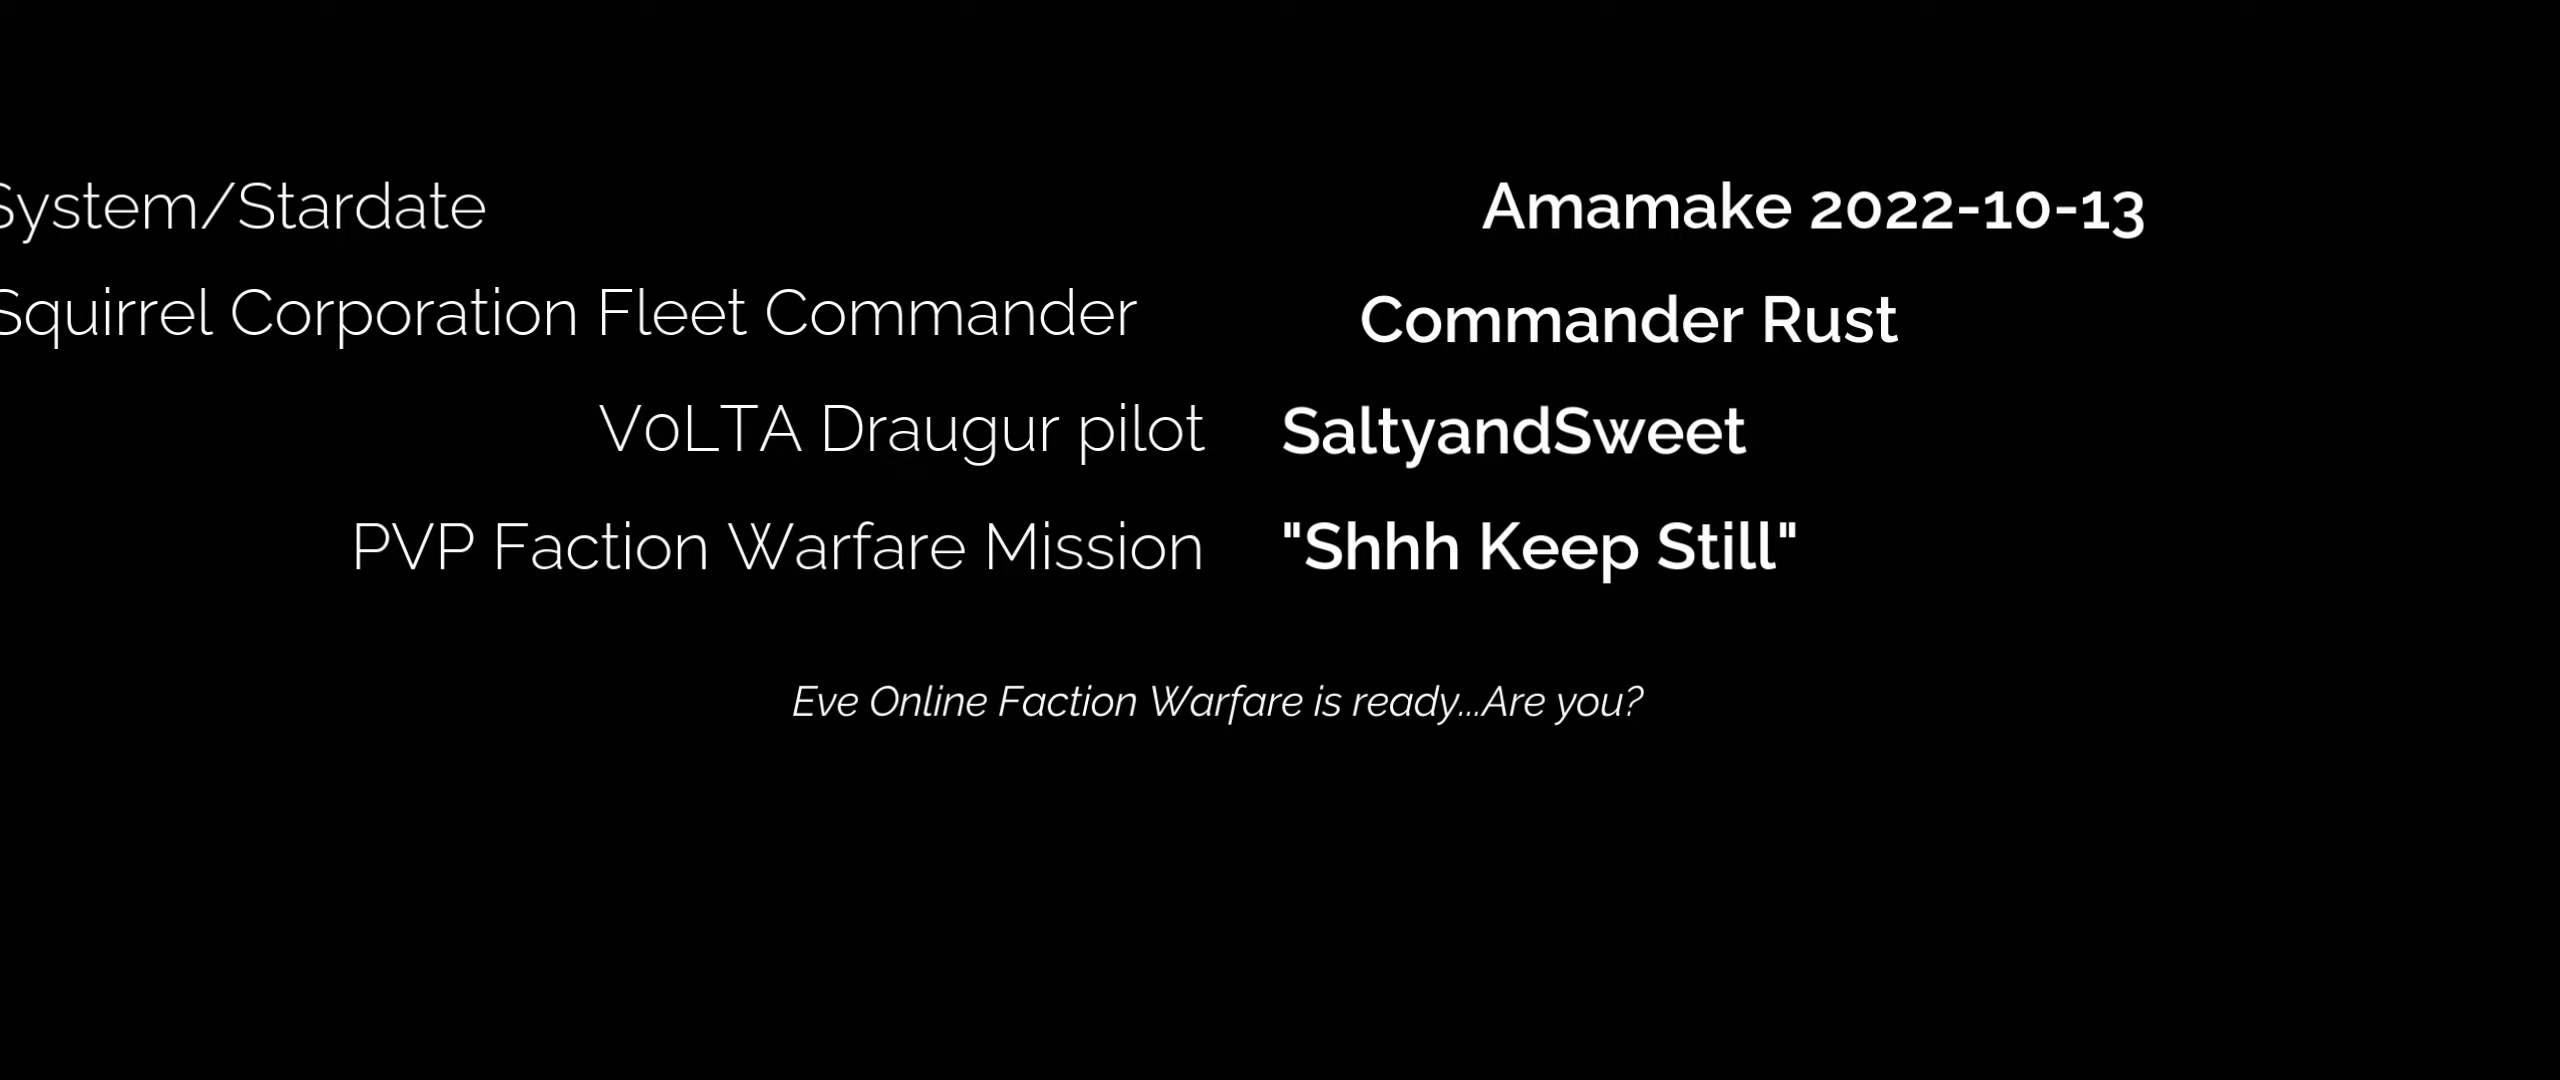 System/Stardate Amamake 2022-10-13
Squirrel Corporation Fleet Commander Commander Rust
VoLTA Draugur pilot SaltyandSweet
PVP Faction Warfare Mission "Shhh Keep Still"
Eve Online Faction Warfare is ready...Are you?